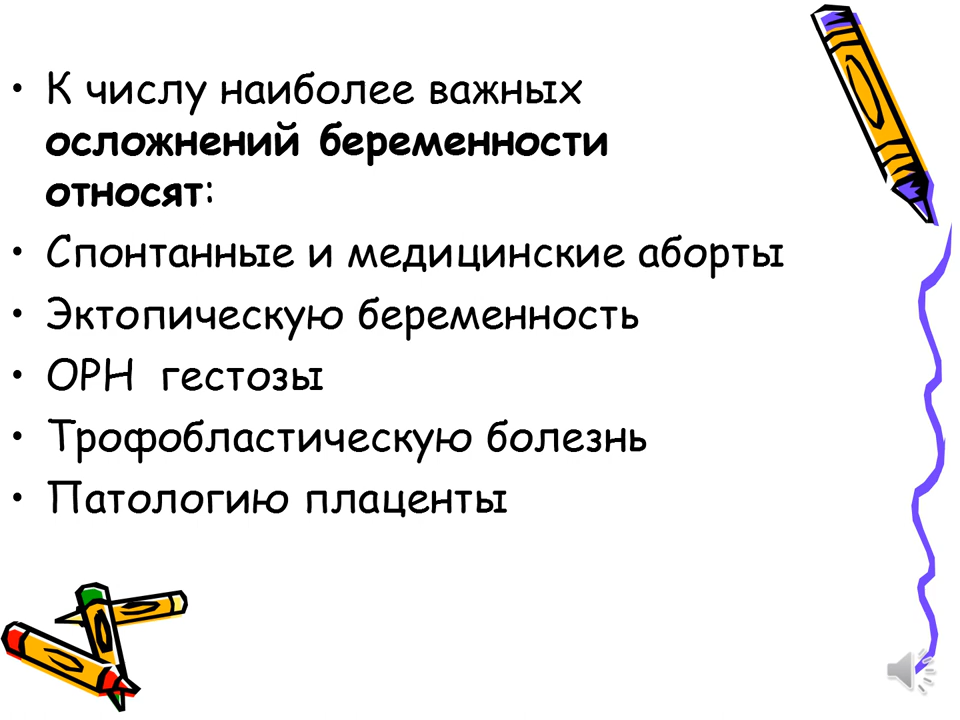 • К числу наиболее важных
осложнений беременности
относят:
• Спонтанные и медицинские аборты
• Эктопическую беременность
• ОРН  гестозы
• Трофобластическую болезнь
• Патологию плаценты